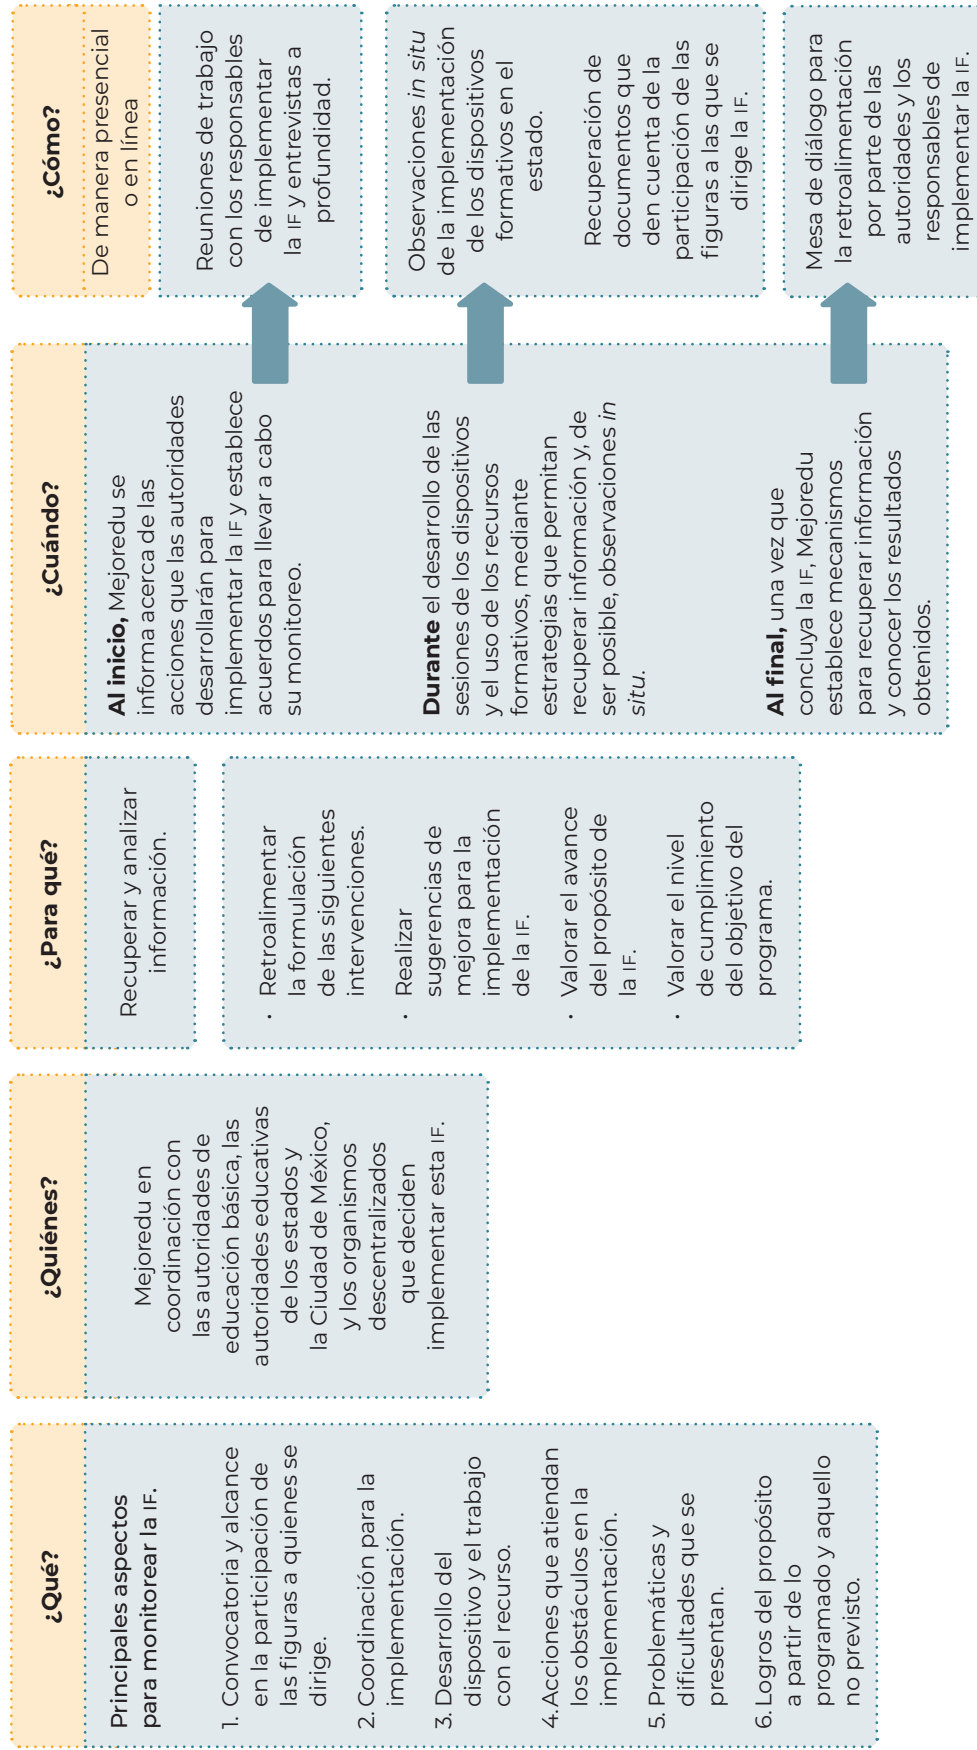 ¿Qué?
Principales aspectos
para monitorear la IF.
1. Convocatoria y alcance
en la participación de
las figuras a quienes se
dirige.
2. Coordinación para la
implementación.
3. Desarrollo del
dispositivo y el trabajo
con el recurso.
4. Acciones que atiendan
los obstáculos en la
implementación.
5. Problemáticas y
dificultades que se
presentan.
6. Logros del propósito
a partir de lo
programado y aquello
no previsto.
¿Quiénes?
Mejoredu en
coordinación con
las autoridades de
educación básica, las
autoridades educativas
de los estados y
la Ciudad de México,
y los organismos
descentralizados
que deciden
implementar esta IF.
¿Para qué?
Recuperar y analizar
información.
· Retroalimentar
la formulación
de las siguientes
intervenciones.
· Realizar
sugerencias de
mejora para la
implementación
de la IF.
· Valorar el avance
del propósito de
la IF.
· Valorar el nivel
de cumplimiento
del objetivo del
programa.
¿Cuándo?
Al inicio, Mejoredu se
informa acerca de las
acciones que las autoridades
desarrollarán para
implementar la IF y establece
acuerdos para llevar a cabo
su monitoreo.
Durante el desarrollo de las
sesiones de los dispositivos
y el uso de los recursos
formativos, mediante
estrategias que permitan
recuperar información y, de
ser posible, observaciones in
situ.
Al final, una vez que
concluya la IF, Mejoredu
establece mecanismos
para recuperar información
y conocer los resultados
obtenidos.
¿Cómo?
De manera presencial
o en línea
Reuniones de trabajo
con los responsables
de implementar
la IF y entrevistas a
profundidad.
Observaciones in situ
de la implementación
de los dispositivos
formativos en el
estado.
Recuperación de
documentos que
den cuenta de la
participación de las
figuras a las que se
dirige la IF.
Mesa de diálogo para
la retroalimentación
por parte de las
autoridades y los
responsables de
implementar la IF.